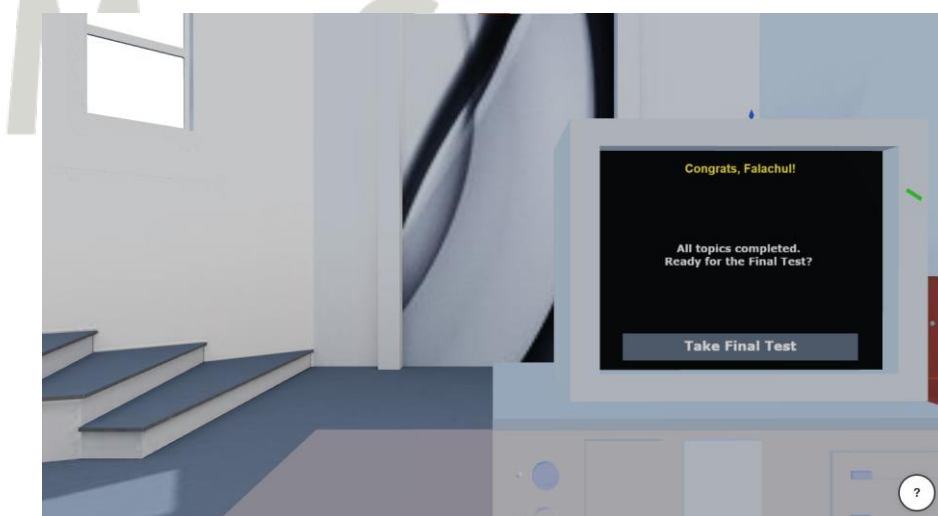 Congrats, Falachul!
All topics completed.
Ready for the Final Test?
Take Final Test
?